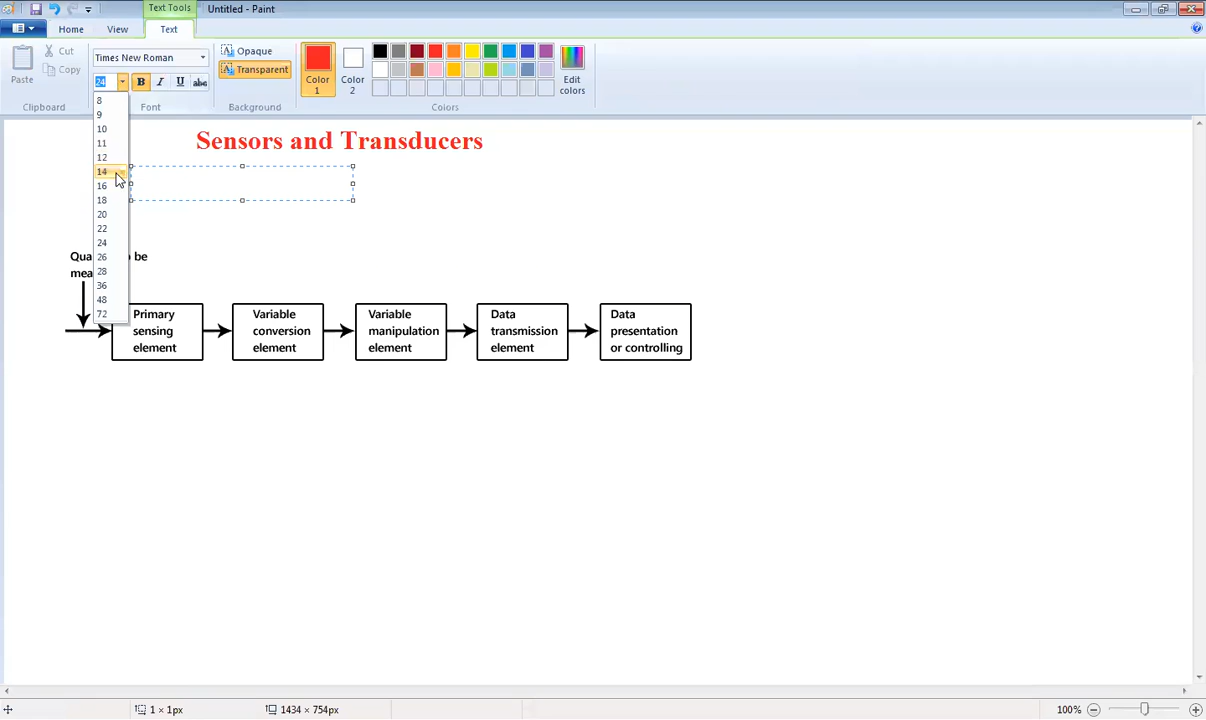 Text Tools
Untitled - Paint
Home
View
Text
Paste
Cut
Copy
Clipboard
Times New Roman
24
B I U abc
Font
Opaque
Transparent
Background
Color 1
Color 2
Edit colors
Colors
8
9
10
11
12
14
16
18
20
22
24
26
28
36
48
72
Sensors and Transducers
be
Primary
sensing
element
Variable
conversion
element
Variable
manipulation
element
Data
transmission
element
Data
presentation
or controlling
1 × 1px
1434 × 754px
100%